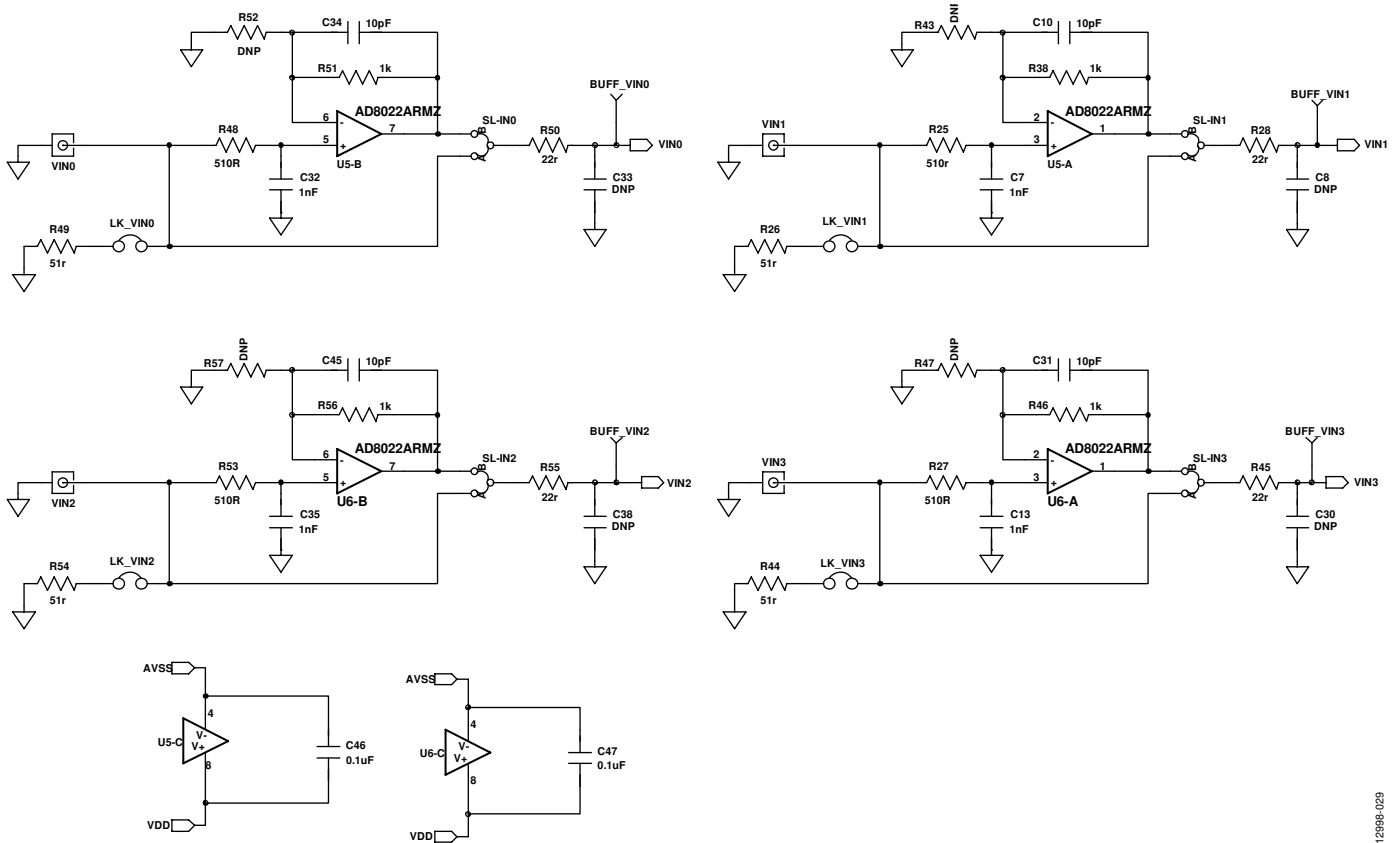 R52
DNP
C34 10pF
R51 1k
AD8022ARMZ
6 -
5 +
7
U5-B
R48
510R
C32
1nF
VIN0
R49
51r
LK_VIN0
SL-IN0
B
A
R50
22r
BUFF_VIN0
VIN0
C33
DNP
R43
DNI
C10 10pF
R38 1k
AD8022ARMZ
2 -
3 +
1
U5-A
R25
510r
C7
1nF
VIN1
R26
51r
LK_VIN1
SL-IN1
B
A
R28
22r
BUFF_VIN1
VIN1
C8
DNP
R57
DNP
C45 10pF
R56 1k
AD8022ARMZ
6 -
5 +
7
U6-B
R53
510R
C35
1nF
VIN2
R54
51r
LK_VIN2
SL-IN2
B
A
R55
22r
BUFF_VIN2
VIN2
C38
DNP
R47
DNP
C31 10pF
R46 1k
AD8022ARMZ
2 -
3 +
1
U6-A
R27
510R
C13
1nF
VIN3
R44
51r
LK_VIN3
SL-IN3
B
A
R45
22r
BUFF_VIN3
VIN3
C30
DNP
AVSS
4
U5-C
V-
V+
8
C46
0.1uF
VDD
AVSS
4
U6-C
V-
V+
8
C47
0.1uF
VDD
12998-029